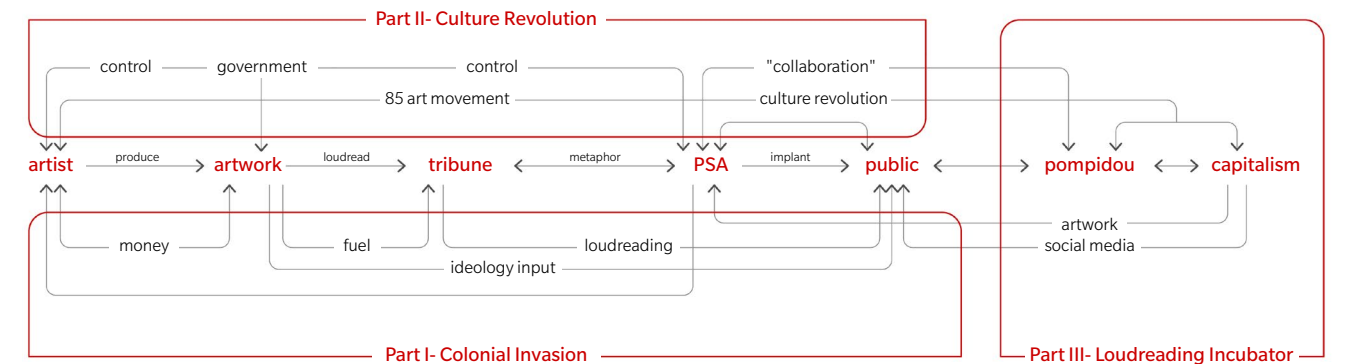 Part II- Culture Revolution
control government control "collaboration"
85 art movement culture revolution
artist produce artwork loudread tribune metaphor PSA implant public pompidou capitalism
artwork
money fuel loudreading social media
ideology input
Part I- Colonial Invasion Part III- Loudreading Incubator